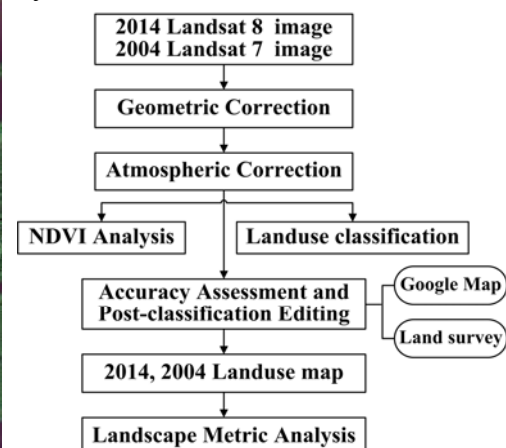 2014 Landsat 8 image
2004 Landsat 7 image
Geometric Correction
Atmospheric Correction
NDVI Analysis
Landuse classification
Accuracy Assessment and
Post-classification Editing
Google Map
Land survey
2014, 2004 Landuse map
Landscape Metric Analysis